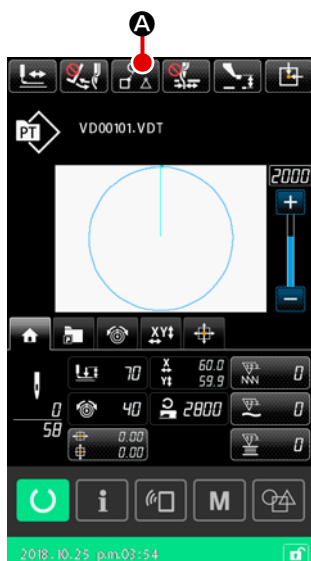 A
PT
VD00101.VDT
2000
+
−
P
XY
0
58
70
X 60.0
Y 59.9
0
40
2800
0
0.00
0.00
0
i
M
2018.10.25 p.m.03:54